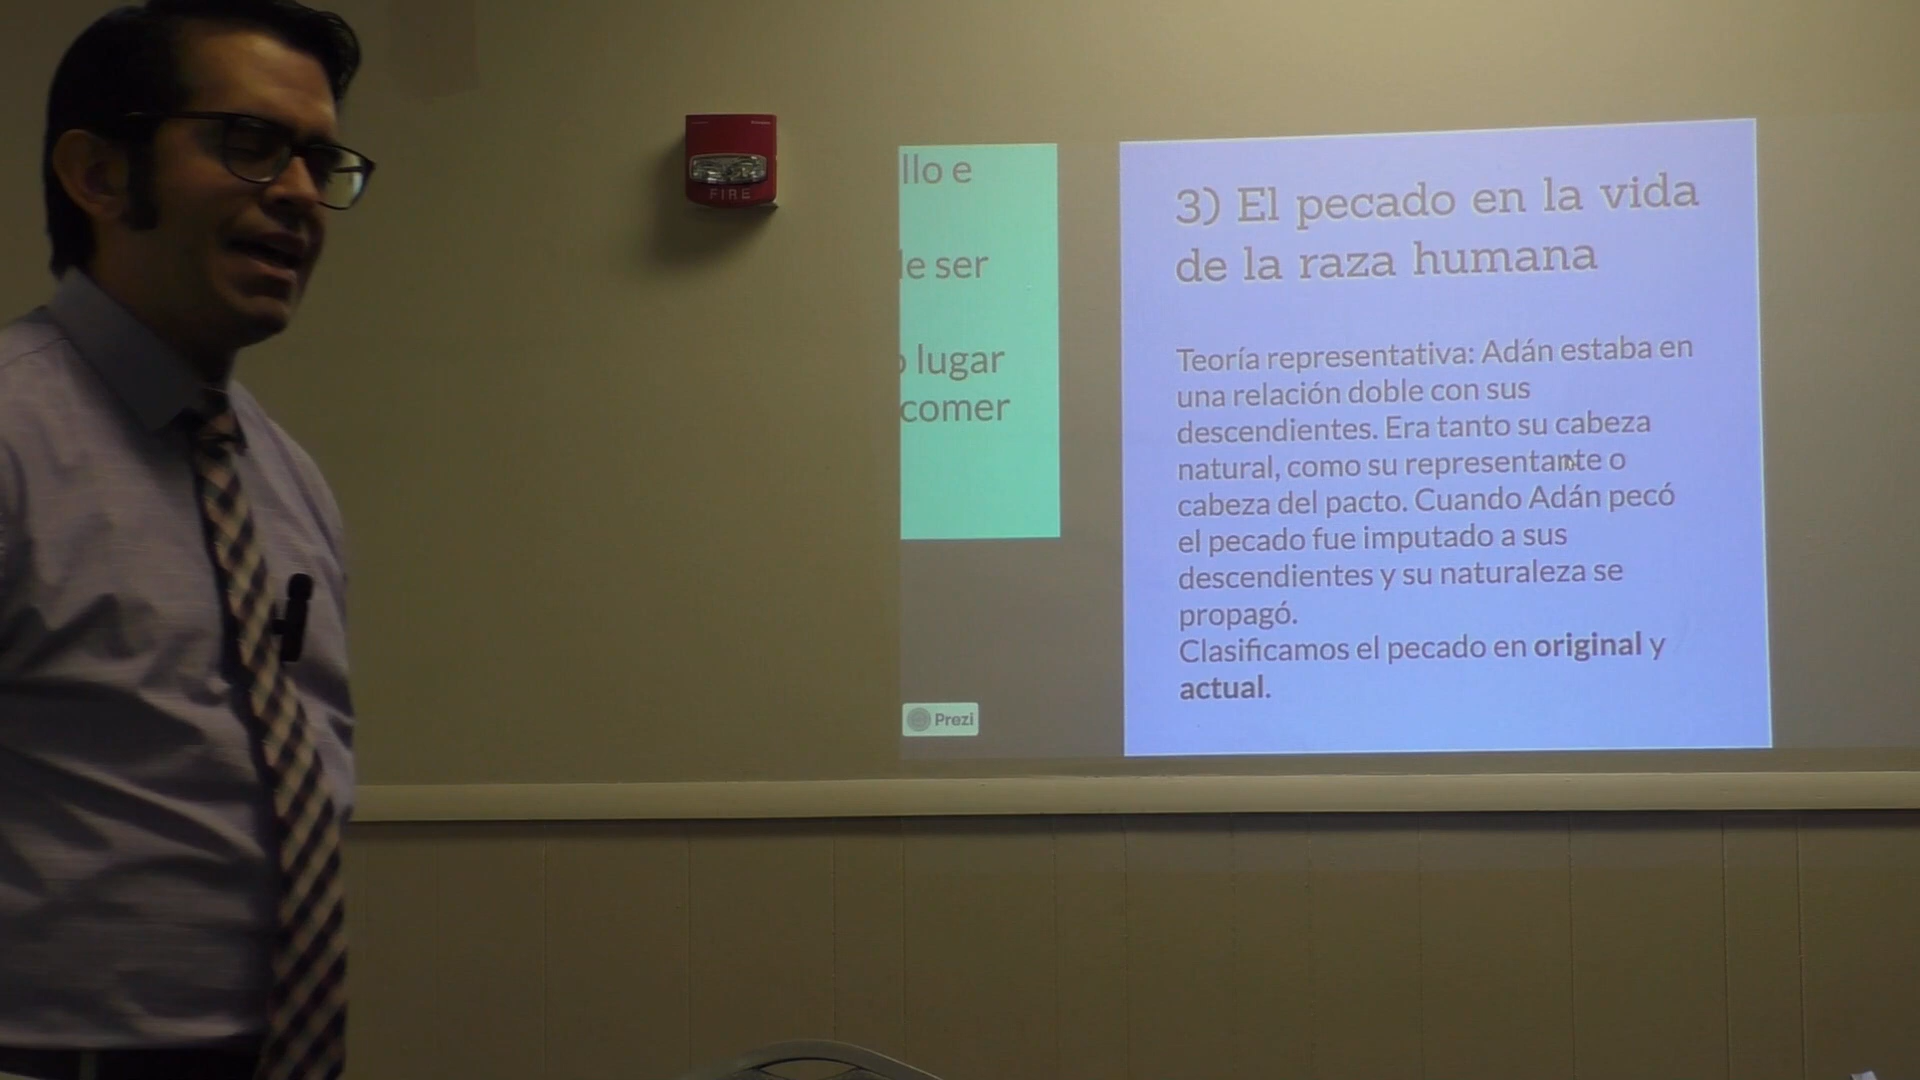 FIRE
llo e
le ser
lugar
comer
Prezi
3) El pecado en la vida
de la raza humana
Teoría representativa: Adán estaba en
una relación doble con sus
descendientes. Era tanto su cabeza
natural, como su representante o
cabeza del pacto. Cuando Adán pecó
el pecado fue imputado a sus
descendientes y su naturaleza se
propagó.
Clasificamos el pecado en original y
actual.